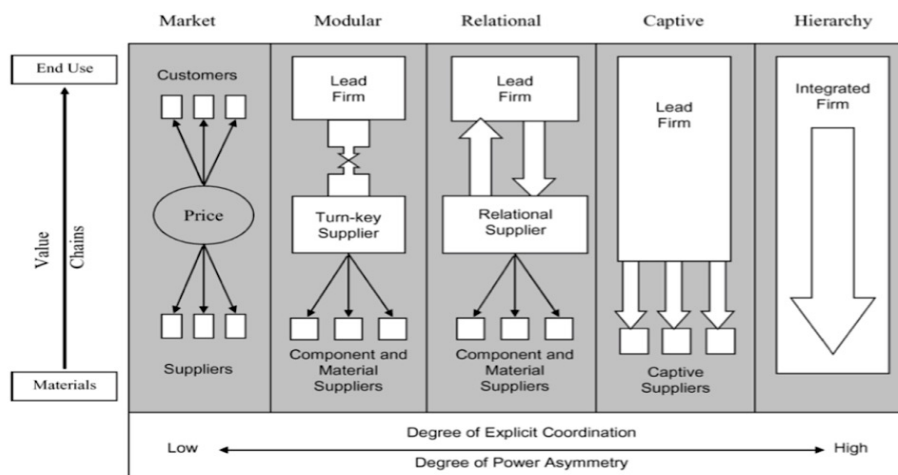 Market
Modular
Relational
Captive
Hierarchy
End Use
Value
Chains
Materials
Customers
Price
Suppliers
Lead
Firm
Turn-key
Supplier
Component and
Material
Suppliers
Lead
Firm
Relational
Supplier
Component and
Material
Suppliers
Lead
Firm
Captive
Suppliers
Integrated
Firm
Degree of Explicit Coordination
Low
High
Degree of Power Asymmetry